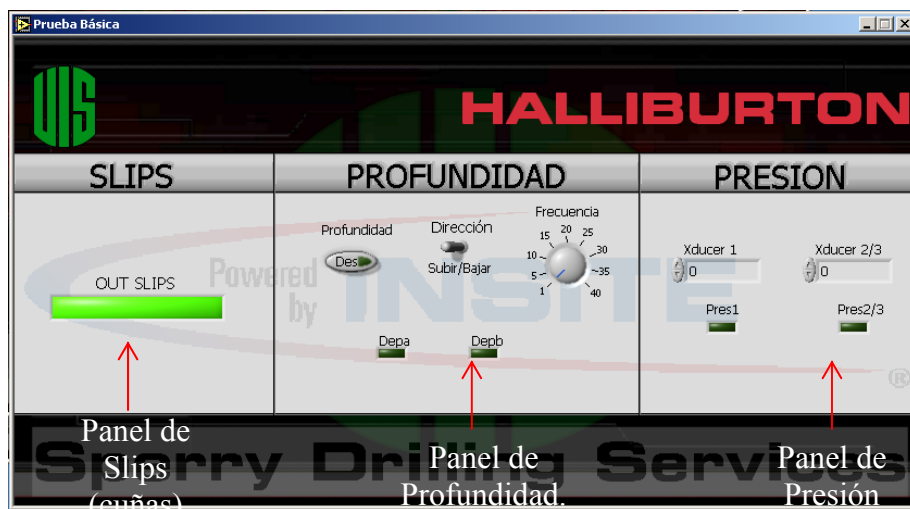 Prueba Básica
UIS
HALLIBURTON
SLIPS
PROFUNDIDAD
PRESION
Profundidad
Dirección
Frecuencia
Des
Subir/Bajar
1
5
10
15
20
25
30
35
40
Xducer 1
Xducer 2/3
0
0
OUT SLIPS
Pres1
Pres2/3
Depa
Depb
Powered
by
INSITE
®
Panel de
Slips
(cuñas)
Panel de
Profundidad.
Panel de
Presión
Sperry Drilling Services